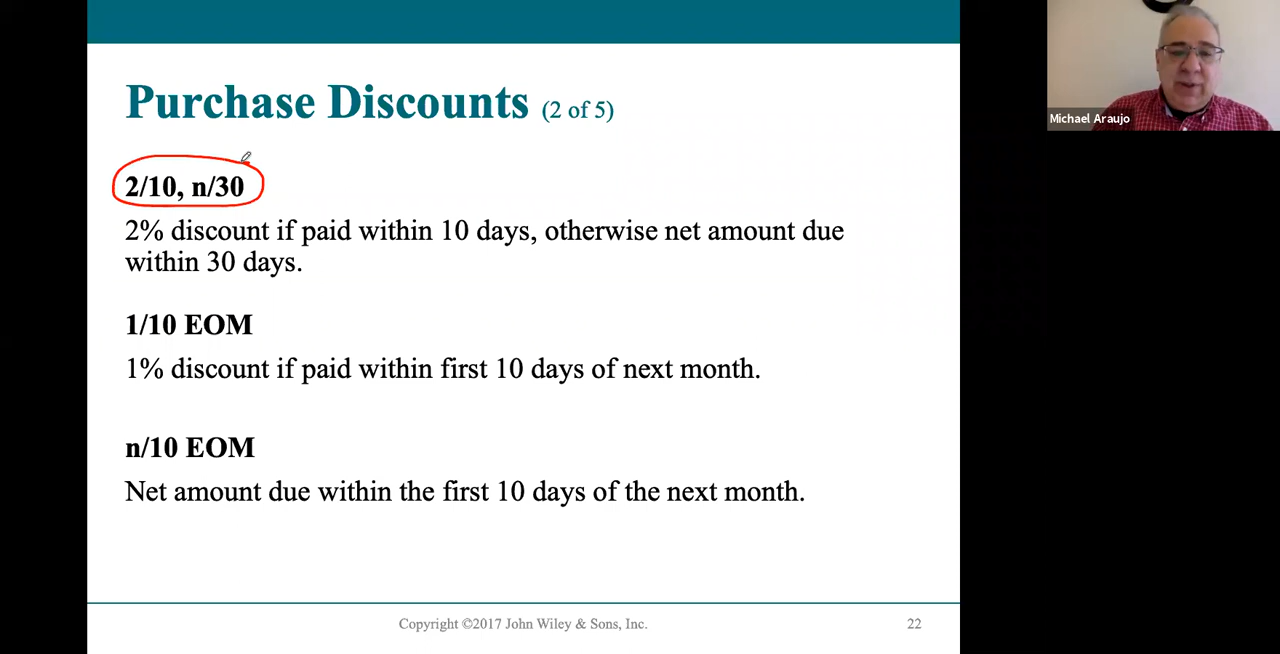 Purchase Discounts (2 of 5)
2/10, n/30
2% discount if paid within 10 days, otherwise net amount due
within 30 days.
1/10 EOM
1% discount if paid within first 10 days of next month.
n/10 EOM
Net amount due within the first 10 days of the next month.
Copyright ©2017 John Wiley & Sons, Inc.
22
Michael Araujo